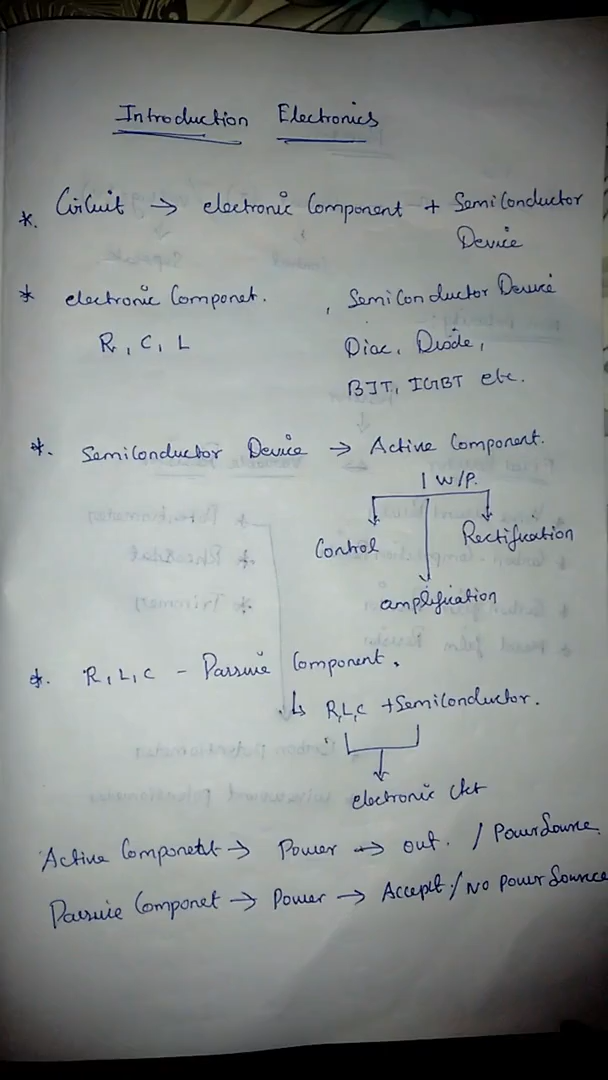 Introduction Electronics
*. Circuit → electronic Component + Semiconductor
Device
* electronic Componet. , Semiconductor Device
R, C, L Diac, Diode,
BJT, IGBT etc.
*. Semiconductor Device → Active Component.
W/P.
Control Rectification
amplification
*. R, L, C - Passive Component.
↳ R,L,C + Semiconductor.
electronic ckt
Active → Power → out. / Power Source
Passive Componet → Power → Accept / No power Source